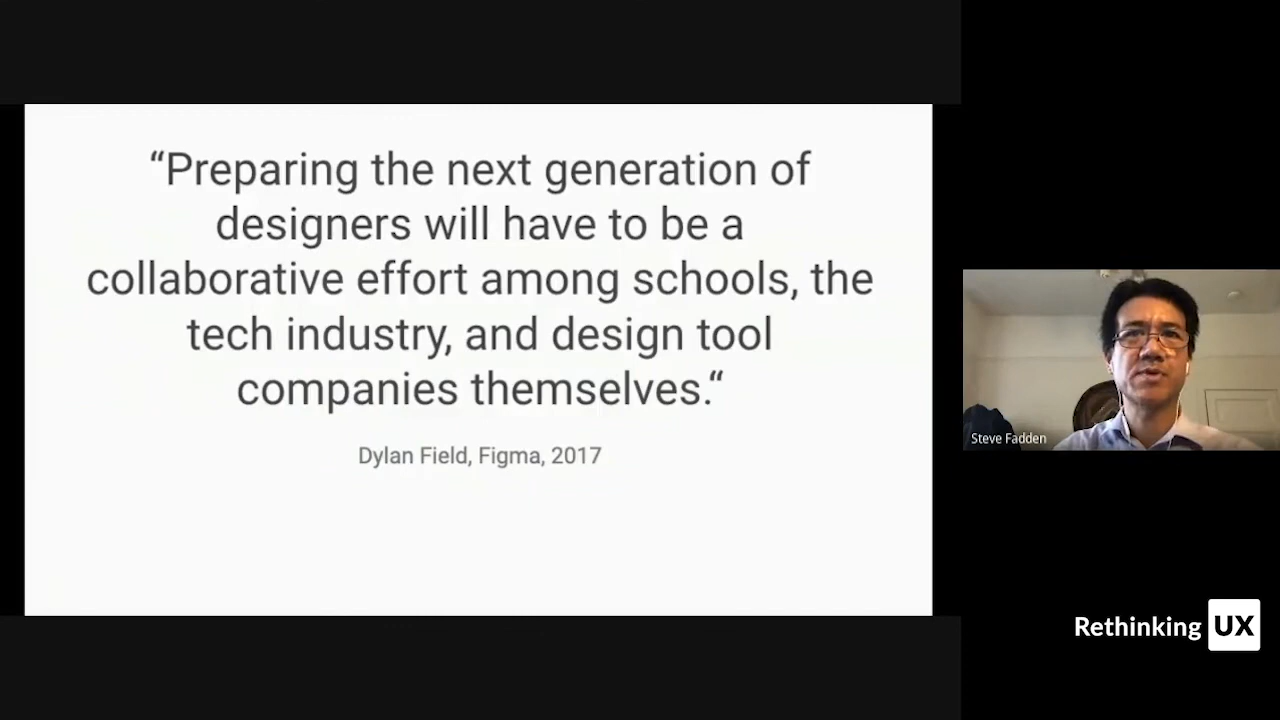 “Preparing the next generation of
designers will have to be a
collaborative effort among schools, the
tech industry, and design tool
companies themselves.“
Dylan Field, Figma, 2017
Steve Fadden
Rethinking UX